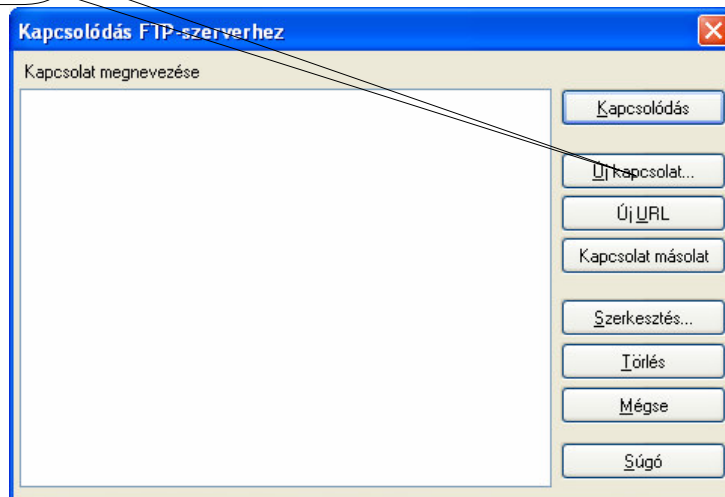 Kapcsolódás FTP-szerverhez
Kapcsolat megnevezése
Kapcsolódás
Új kapcsolat...
Új URL
Kapcsolat másolat
Szerkesztés...
Törlés
Mégse
Súgó